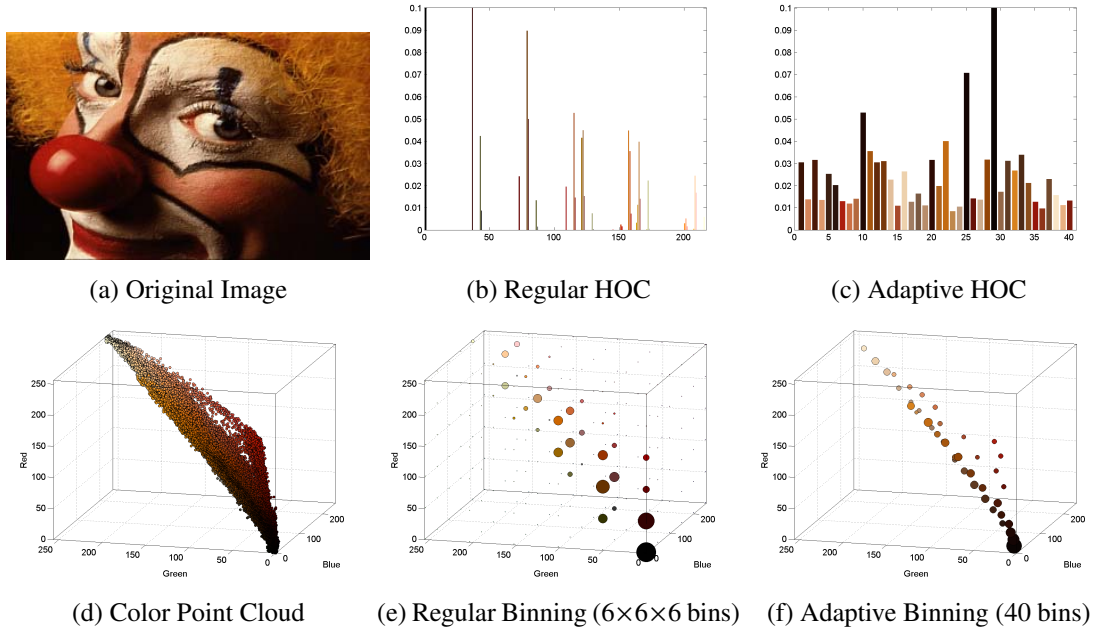 0.1
0.09
0.08
0.07
0.06
0.05
0.04
0.03
0.02
0.01
0
0 50 100 150 200
0.1
0.09
0.08
0.07
0.06
0.05
0.04
0.03
0.02
0.01
0
0 5 10 15 20 25 30 35 40
(a) Original Image
(b) Regular HOC
(c) Adaptive HOC
250
200
150
100
50
0
Red
250 200 150 100 50 0
Green
0 100 200
Blue
250
200
150
100
50
0
Red
250 200 150 100 50 0
Green
0 100 200
Blue
250
200
150
100
50
0
Red
250 200 150 100 50 0
Green
0 100 200
Blue
(d) Color Point Cloud
(e) Regular Binning (6×6×6 bins)
(f) Adaptive Binning (40 bins)